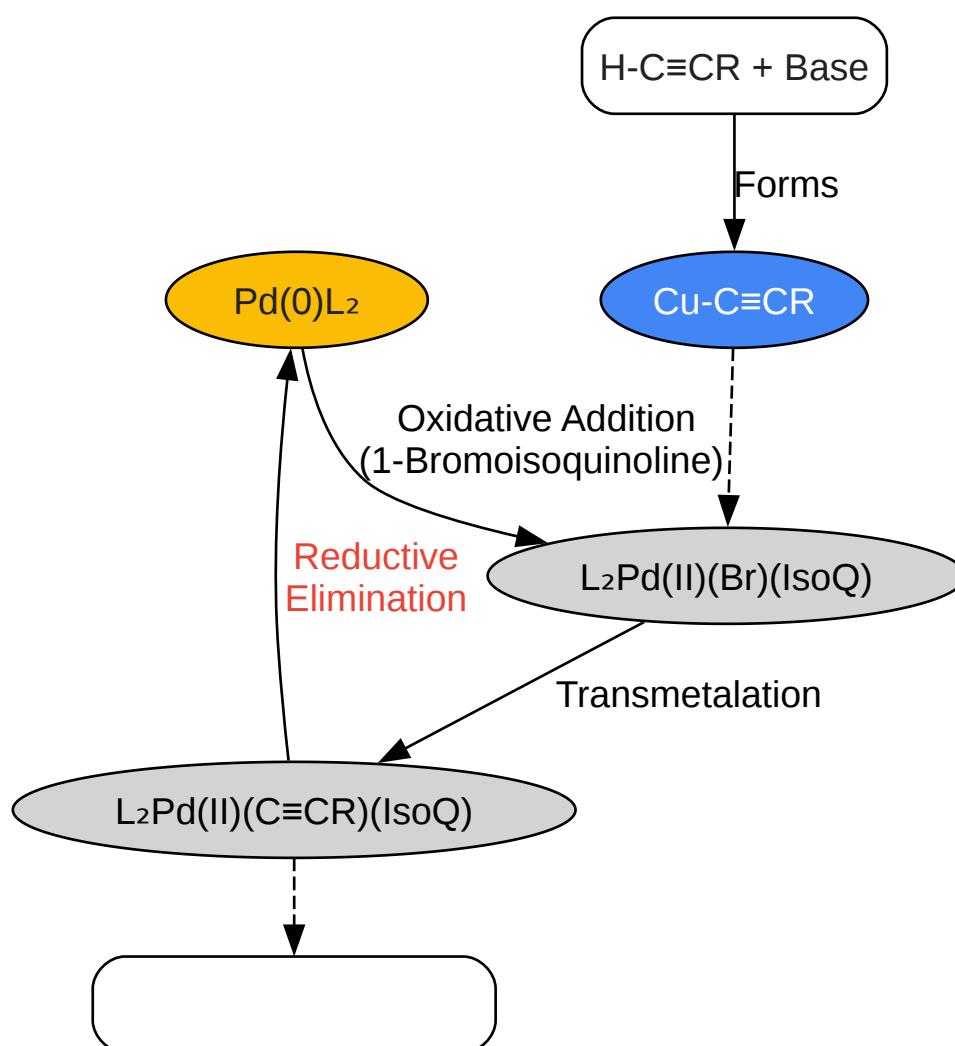 H-C≡CR + Base
Forms
Pd(0)L₂
Cu-C≡CR
Oxidative Addition
(1-Bromoisoquinoline)
Reductive
Elimination
L₂Pd(II)(Br)(IsoQ)
Transmetalation
L₂Pd(II)(C≡CR)(IsoQ)